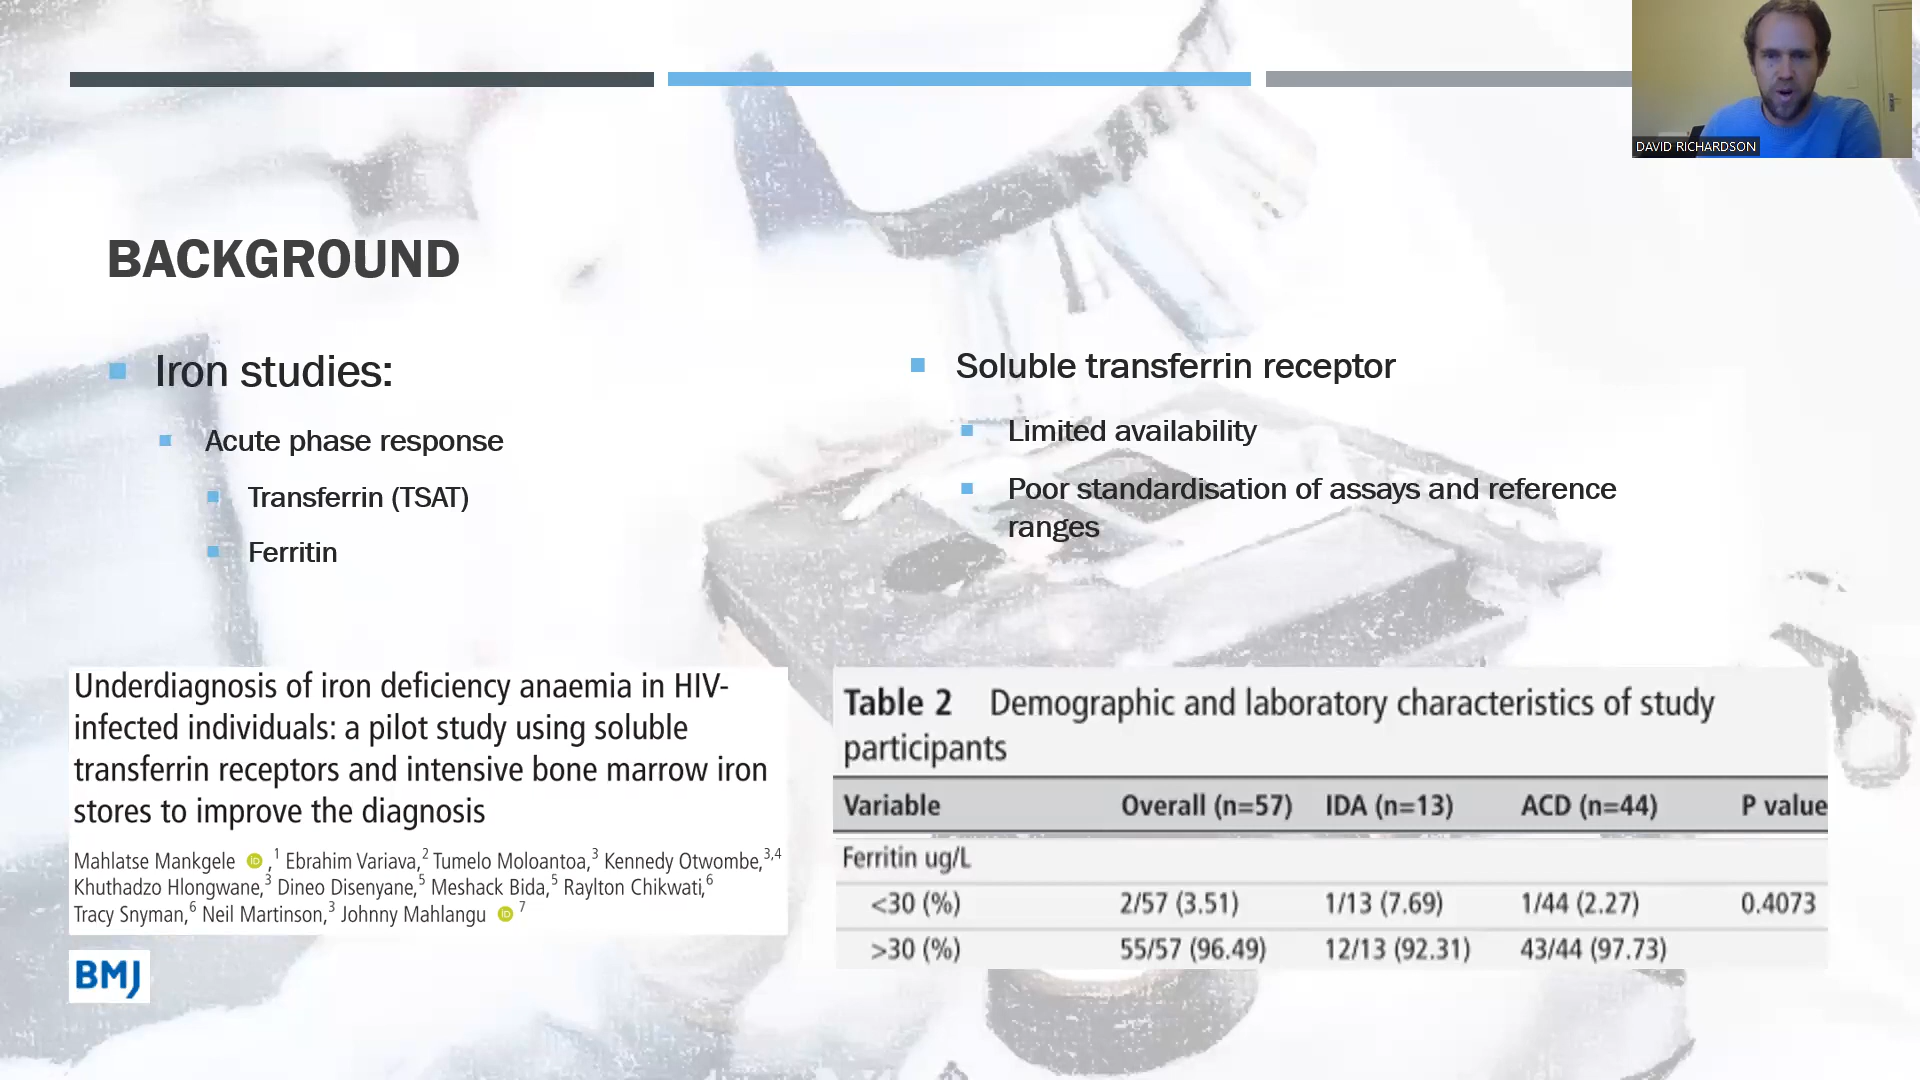 DAVID RICHARDSON
BACKGROUND
Iron studies:
Acute phase response
Transferrin (TSAT)
Ferritin
Soluble transferrin receptor
Limited availability
Poor standardisation of assays and reference
ranges
Underdiagnosis of iron deficiency anaemia in HIV-
infected individuals: a pilot study using soluble
transferrin receptors and intensive bone marrow iron
stores to improve the diagnosis
Mahlatse Mankgele iD ,1 Ebrahim Variava,2 Tumelo Moloantoa,3 Kennedy Otwombe,3,4
Khuthadzo Hlongwane,3 Dineo Disenyane,5 Meshack Bida,5 Raylton Chikwati,6
Tracy Snyman,6 Neil Martinson,3 Johnny Mahlangu iD 7
BMJ
Table 2 Demographic and laboratory characteristics of study
participants
Variable Overall (n=57) IDA (n=13) ACD (n=44) P value
Ferritin ug/L
<30 (%) 2/57 (3.51) 1/13 (7.69) 1/44 (2.27) 0.4073
>30 (%) 55/57 (96.49) 12/13 (92.31) 43/44 (97.73)